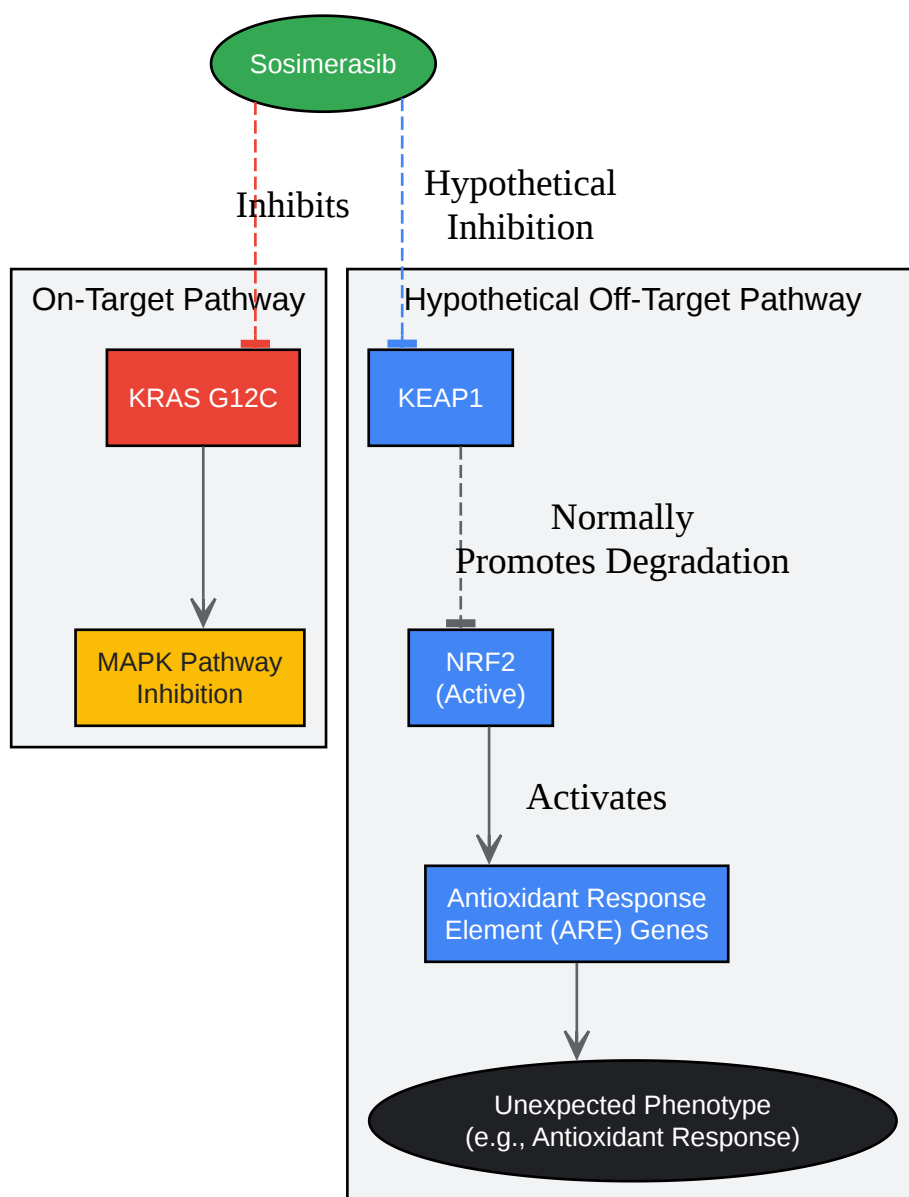 Sosimerasib
Inhibits
Hypothetical
Inhibition
On-Target Pathway
Hypothetical Off-Target Pathway
KRAS G12C
KEAP1
Normally
Promotes Degradation
MAPK Pathway
Inhibition
NRF2
(Active)
Activates
Antioxidant Response
Element (ARE) Genes
Unexpected Phenotype
(e.g., Antioxidant Response)